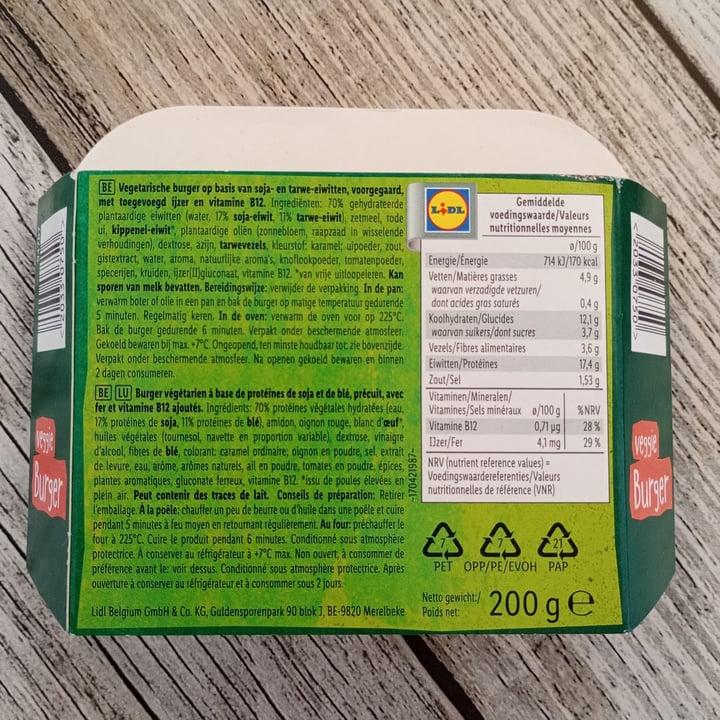 BE Vegetarische burger op basis van soja- en tarwe-eiwitten, voorgegaard,
met toegevoegd ijzer en vitamine B12. Ingrediënten: 70% gehydrateerde
plantaardige eiwitten (water, 17% soja-eiwit, 11% tarwe-eiwit), zetmeel, rode
ui, kippenei-eiwit*, plantaardige oliën (zonnebloem, raapzaad in wisselende
verhoudingen), dextrose, azijn, tarwevezels, kleurstof: karamel; uipoeder, zout,
gistextract, water, aroma, natuurlijke aroma's, knoflookpoeder, tomatenpoeder,
specerijen, kruiden, ijzer(II)gluconaat, vitamine B12. *van vrije uitloopeieren. Kan
sporen van melk bevatten. Bereidingswijze: verwijder de verpakking. In de pan:
verwarm boter of olie in een pan en bak de burger op matige temperatuur gedurende
5 minuten. Regelmatig keren. In de oven: verwarm de oven voor op 225°C.
Bak de burger gedurende 6 minuten. Verpakt onder beschermende atmosfeer.
Gekoeld bewaren bij max. +7°C. Ongeopend, ten minste houdbaar tot: zie bovenzijde.
Verpakt onder beschermende atmosfeer. Na openen gekoeld bewaren en binnen
2 dagen consumeren.
BE LU Burger végétarien à base de protéines de soja et de blé, précuit, avec
fer et vitamine B12 ajoutés. Ingrédients: 70% protéines végétales hydratées (eau,
17% protéines de soja, 11% protéines de blé), amidon, oignon rouge, blanc d'œuf*,
huiles végétales (tournesol, navette en proportion variable), dextrose, vinaigre
d'alcool, fibres de blé, colorant: caramel ordinaire; oignon en poudre, sel, extrait
de levure, eau, arôme, arômes naturels, ail en poudre, tomates en poudre, épices,
plantes aromatiques, gluconate ferreux, vitamine B12. *issu de poules élevées en
plein air. Peut contenir des traces de lait. Conseils de préparation: Retirer
l'emballage. À la poêle: chauffer un peu de beurre ou d'huile dans une poêle et cuire
pendant 5 minutes à feu moyen en retournant régulièrement. Au four: préchauffer le
four à 225°C. Cuire le produit pendant 6 minutes. Conditionné sous atmosphère
protectrice. À conserver au réfrigérateur à +7°C max. Non ouvert, à consommer de
préférence avant le: voir dessus. Conditionné sous atmosphère protectrice. Après
ouverture à conserver au réfrigérateur et à consommer sous 2 jours.
Lidl Belgium GmbH & Co. KG, Guldensporenpark 90 blok J, BE-9820 Merelbeke
-170421987-
LIDL
Gemiddelde
voedingswaarde/Valeurs
nutritionnelles moyennes
ø/100 g
Energie/Énergie 714 kJ/170 kcal
Vetten/Matières grasses 4,9 g
waarvan verzadigde vetzuren/
dont acides gras saturés 0,4 g
Koolhydraten/Glucides 12,1 g
waarvan suikers/dont sucres 3,7 g
Vezels/Fibres alimentaires 3,6 g
Eiwitten/Protéines 17,4 g
Zout/Sel 1,53 g
Vitaminen/Mineralen/
Vitamines/Sels minéraux ø/100 g %NRV
Vitamine B12 0,71 µg 28 %
IJzer/Fer 4,1 mg 29 %
NRV (nutrient reference values) =
Voedingswaardereferenties/Valeurs
nutritionnelles de référence (VNR)
7 7 21
PET OPP/PE/EVOH PAP
Netto gewicht:/
Poids net: 200 g e
<20330750>
veggie
Burger
<20330750>
veggie
Burger